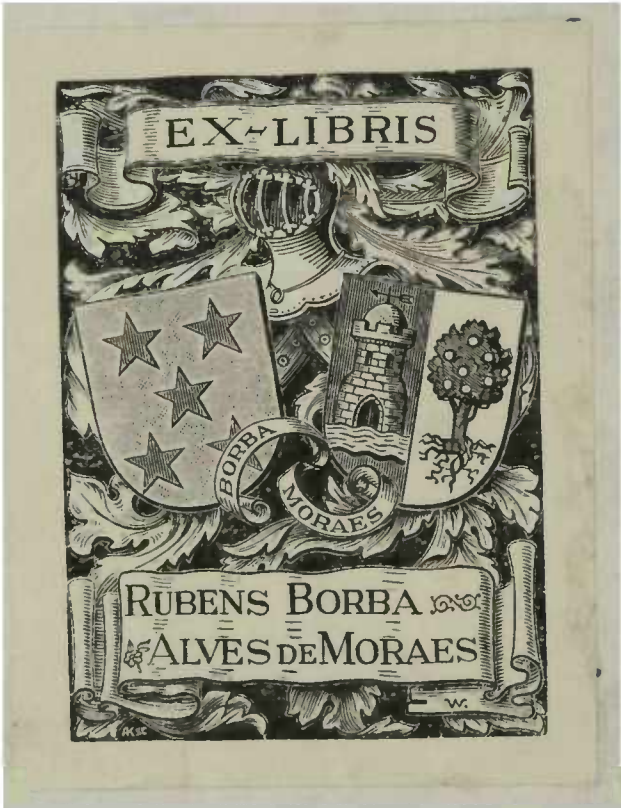 EX-LIBRIS
BORBA
MORAES
RUBENS BORBA
ALVES DE MORAES
W.